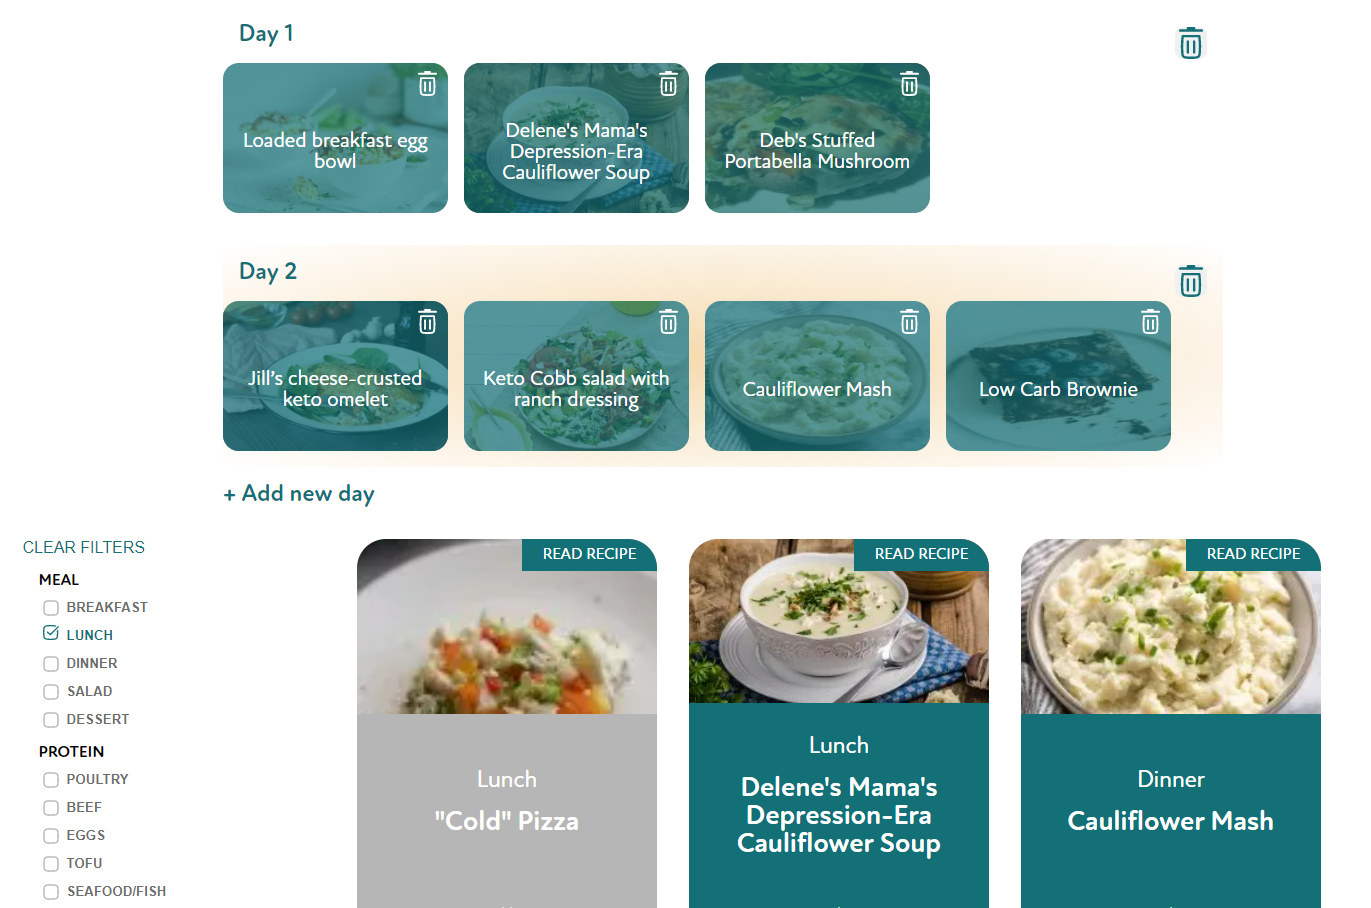 Day 1
Loaded breakfast egg
bowl
Delene's Mama's
Depression-Era
Cauliflower Soup
Deb's Stuffed
Portabella Mushroom
Day 2
Jill’s cheese-crusted
keto omelet
Keto Cobb salad with
ranch dressing
Cauliflower Mash
Low Carb Brownie
+ Add new day
CLEAR FILTERS
MEAL
BREAKFAST
LUNCH
DINNER
SALAD
DESSERT
PROTEIN
POULTRY
BEEF
EGGS
TOFU
SEAFOOD/FISH
READ RECIPE
Lunch
"Cold" Pizza
READ RECIPE
Lunch
Delene's Mama's
Depression-Era
Cauliflower Soup
READ RECIPE
Dinner
Cauliflower Mash